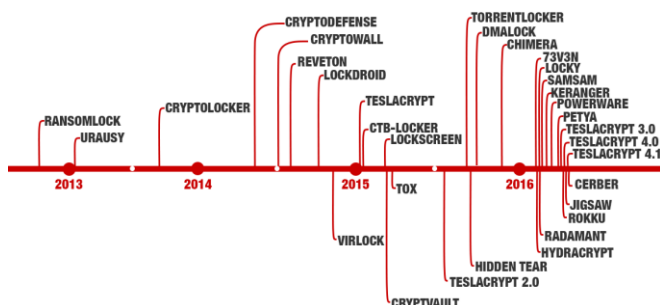 CRYPTODEFENSE
CRYPTOWALL
REVETON
LOCKDROID
CRYPTOLOCKER
RANSOMLOCK
URAUSY
TESLACRYPT
CTB-LOCKER
LOCKSCREEN
TORRENTLOCKER
DMALOCK
CHIMERA
73V3N
LOCKY
SAMSAM
KERANGER
POWERWARE
PETYA
TESLACRYPT 3.0
TESLACRYPT 4.0
TESLACRYPT 4.1
2013
2014
2015
2016
TOX
CERBER
JIGSAW
ROKKU
RADAMANT
HYDRACRYPT
VIRLOCK
HIDDEN TEAR
TESLACRYPT 2.0
CRYPTVAULT